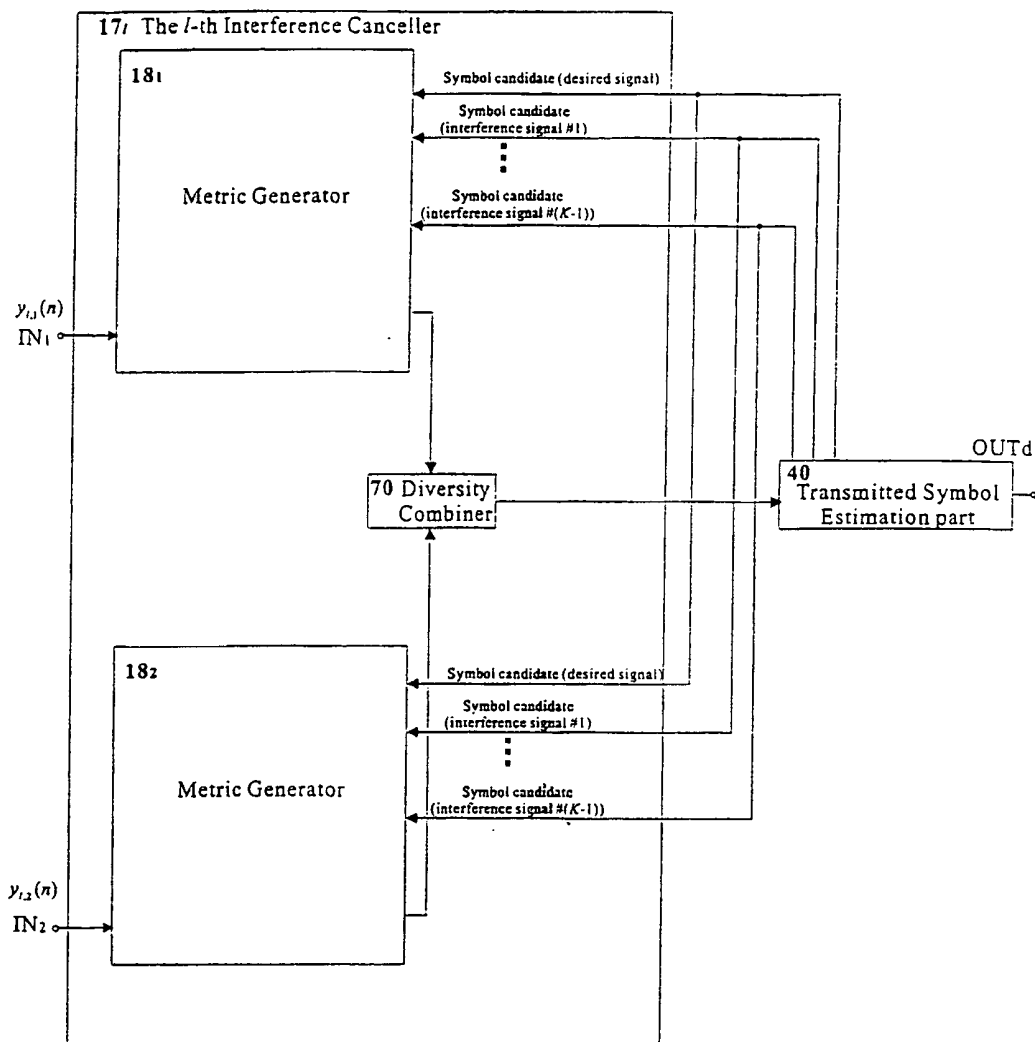 17l The l-th Interference Canceller
181
Metric Generator
Symbol candidate (desired signal)
Symbol candidate
(interference signal #1)
Symbol candidate
(interference signal #(K-1))
yl,1(n)
IN1
70 Diversity
Combiner
OUTd
40
Transmitted Symbol
Estimation part
182
Metric Generator
Symbol candidate (desired signal)
Symbol candidate
(interference signal #1)
Symbol candidate
(interference signal #(K-1))
yl,2(n)
IN2